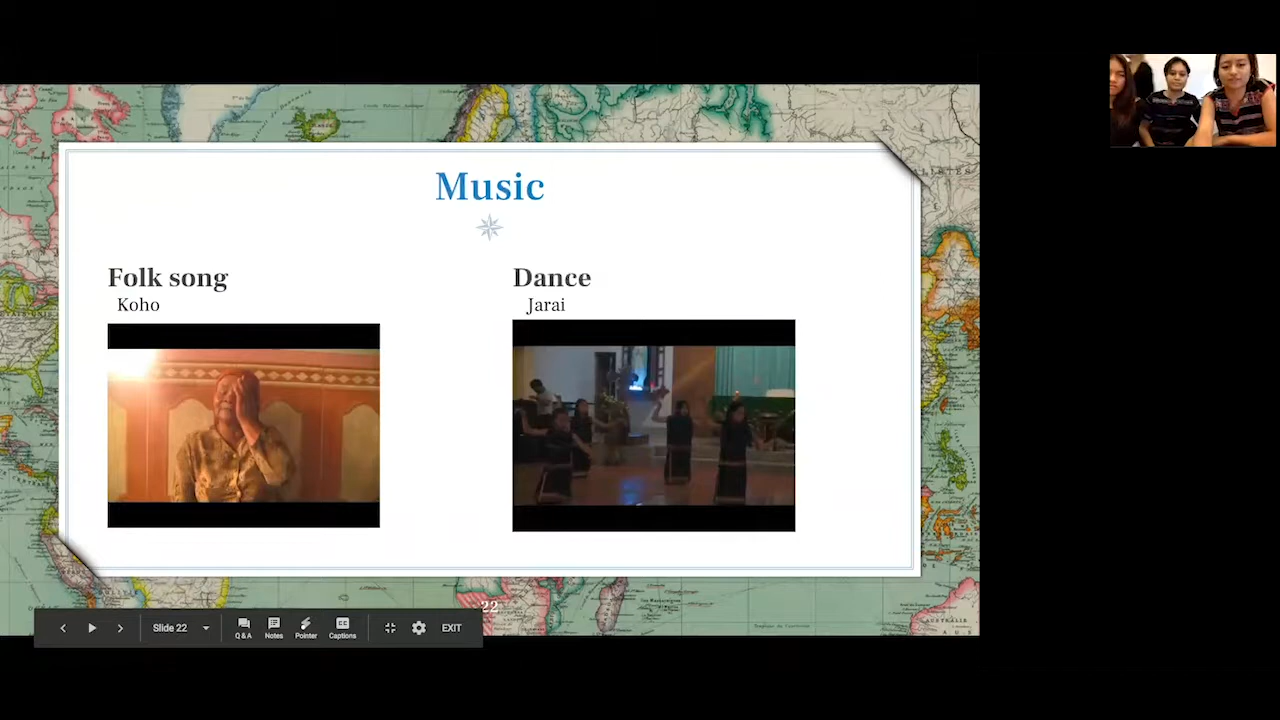 Music
Folk song
Koho
Dance
Jarai
22
Slide 22
Q & A
Notes
Pointer
Captions
EXIT